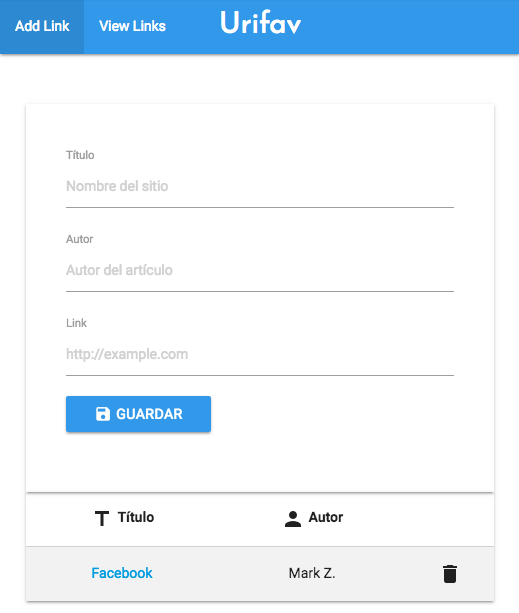 Add Link View Links Urifav
Título
Nombre del sitio
Autor
Autor del artículo
Link
http://example.com
GUARDAR
Título Autor
Facebook Mark Z.